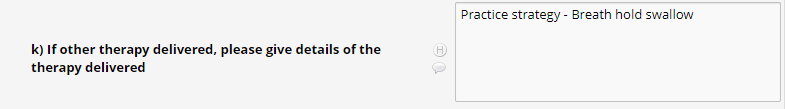 Practice strategy - Breath hold swallow
k) If other therapy delivered, please give details of the
therapy delivered
H